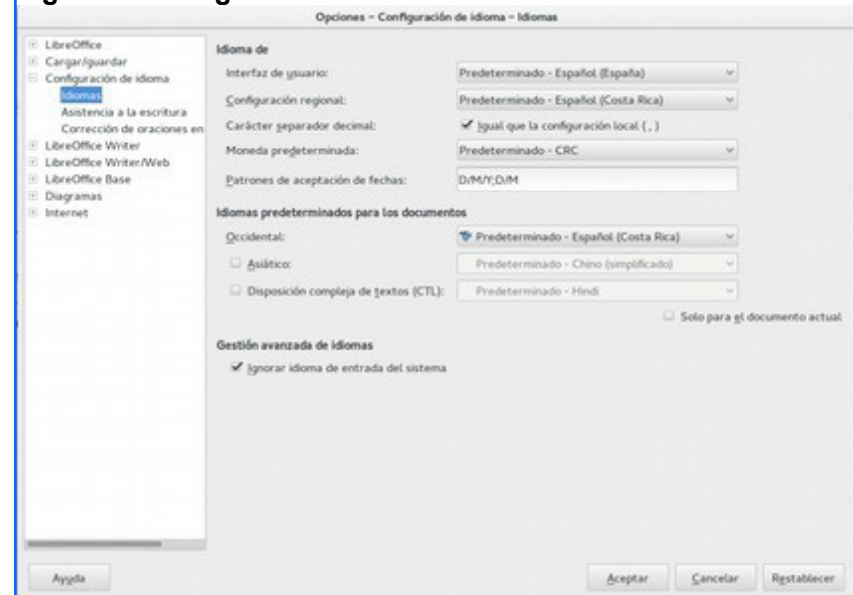 Opciones - Configuración de idioma - Idiomas
LibreOffice
Cargar/guardar
Configuración de idioma
Idiomas
Asistencia a la escritura
Corrección de oraciones en
LibreOffice Writer
LibreOffice Writer/Web
LibreOffice Base
Diagramas
Internet
Idioma de
Interfaz de usuario: Predeterminado - Español (España)
Configuración regional: Predeterminado - Español (Costa Rica)
Carácter separador decimal: Igual que la configuración local ( , )
Moneda predeterminada: Predeterminado - CRC
Patrones de aceptación de fechas: D/M/Y;D/M
Idiomas predeterminados para los documentos
Occidental: Predeterminado - Español (Costa Rica)
Asiático: Predeterminado - Chino (simplificado)
Disposición compleja de textos (CTL): Predeterminado - Hindi
Solo para el documento actual
Gestión avanzada de idiomas
Ignorar idioma de entrada del sistema
Ayuda Aceptar Cancelar Restablecer